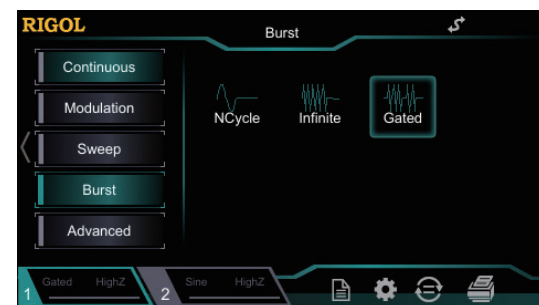 RIGOL
Burst
Continuous
Modulation
Sweep
Burst
Advanced
NCycle
Infinite
Gated
1
Gated
HighZ
2
Sine
HighZ